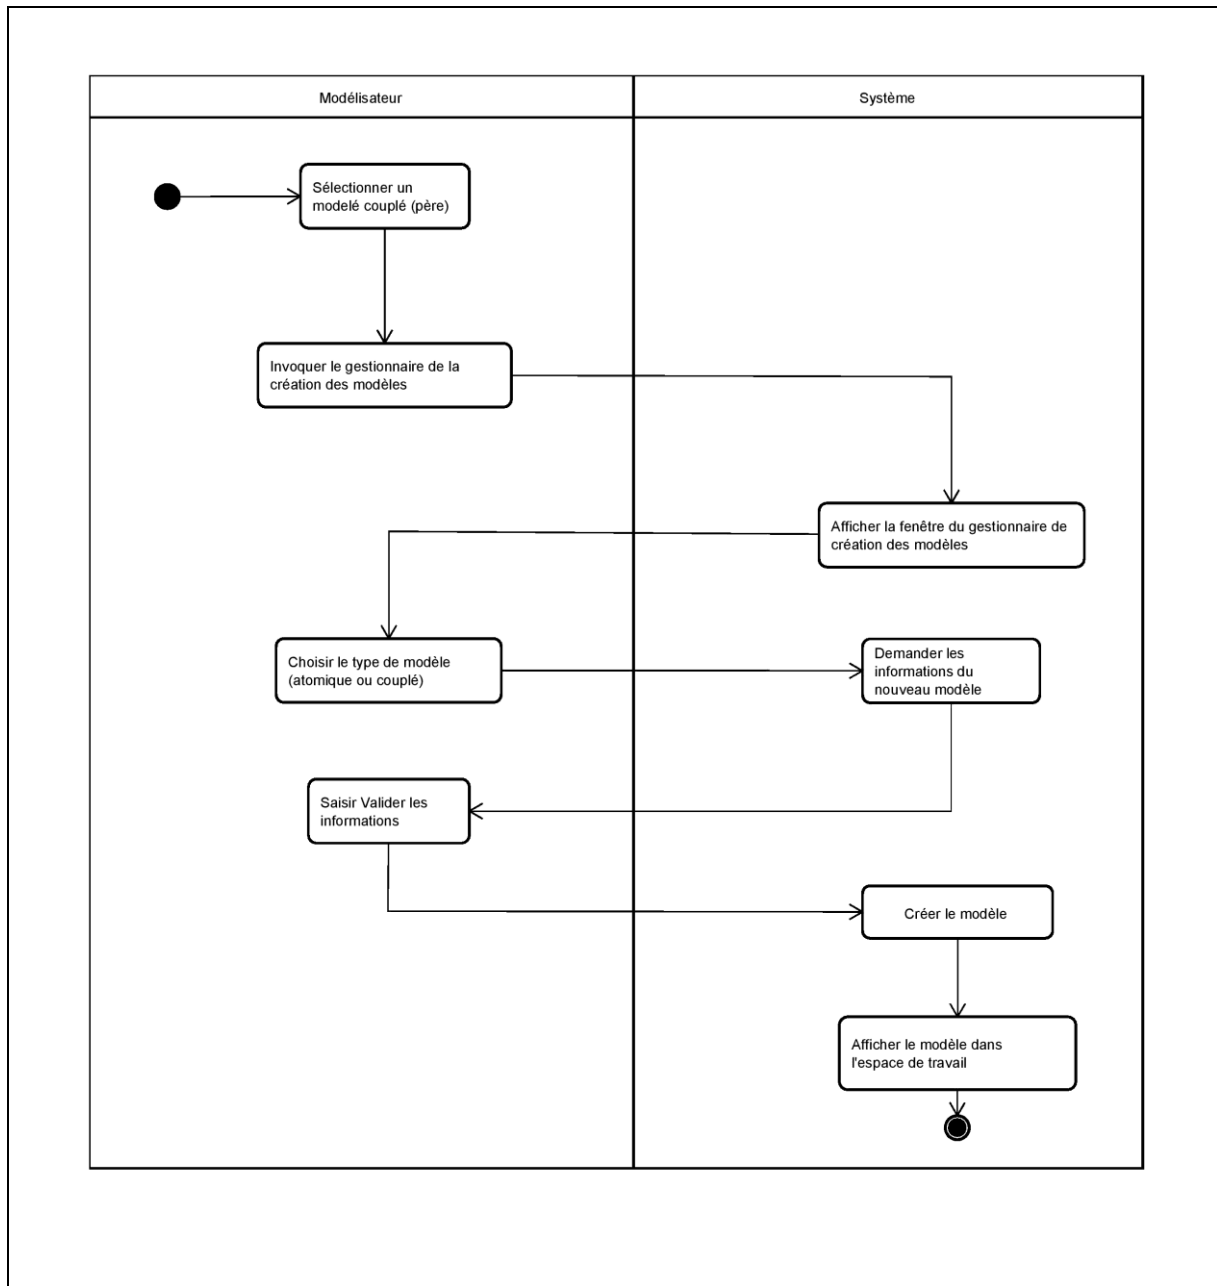 Modélisateur
Système
Sélectionner un
modelé couplé (père)
Invoquer le gestionnaire de la
création des modèles
Afficher la fenêtre du gestionnaire de
création des modèles
Choisir le type de modèle
(atomique ou couplé)
Demander les
informations du
nouveau modèle
Saisir Valider les
informations
Créer le modèle
Afficher le modèle dans
l'espace de travail